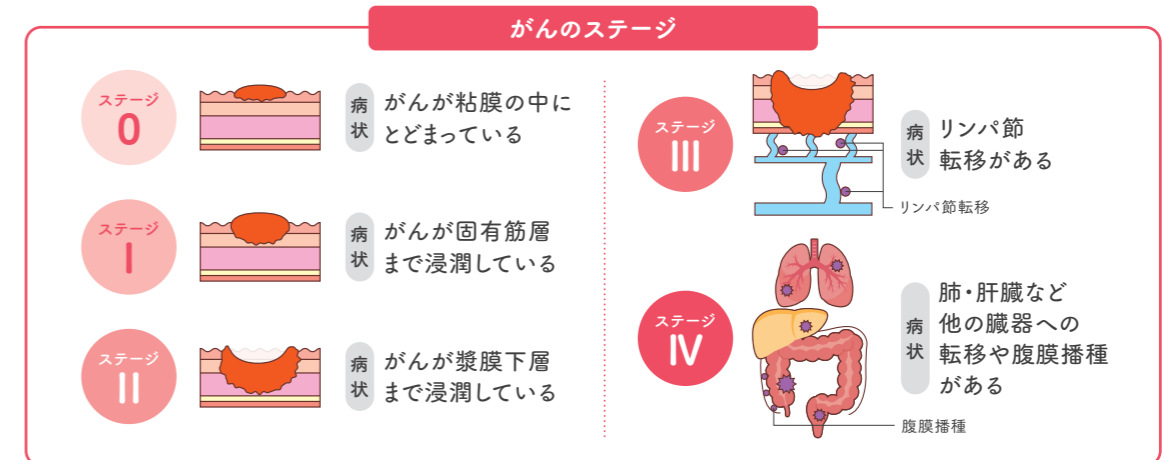 がんのステージ
ステージ
0
病状
がんが粘膜の中に
とどまっている
ステージ
I
病状
がんが固有筋層
まで浸潤している
ステージ
II
病状
がんが漿膜下層
まで浸潤している
ステージ
III
病状
リンパ節
転移がある
リンパ節転移
ステージ
IV
病状
肺・肝臓など
他の臓器への
転移や腹膜播種
がある
腹膜播種